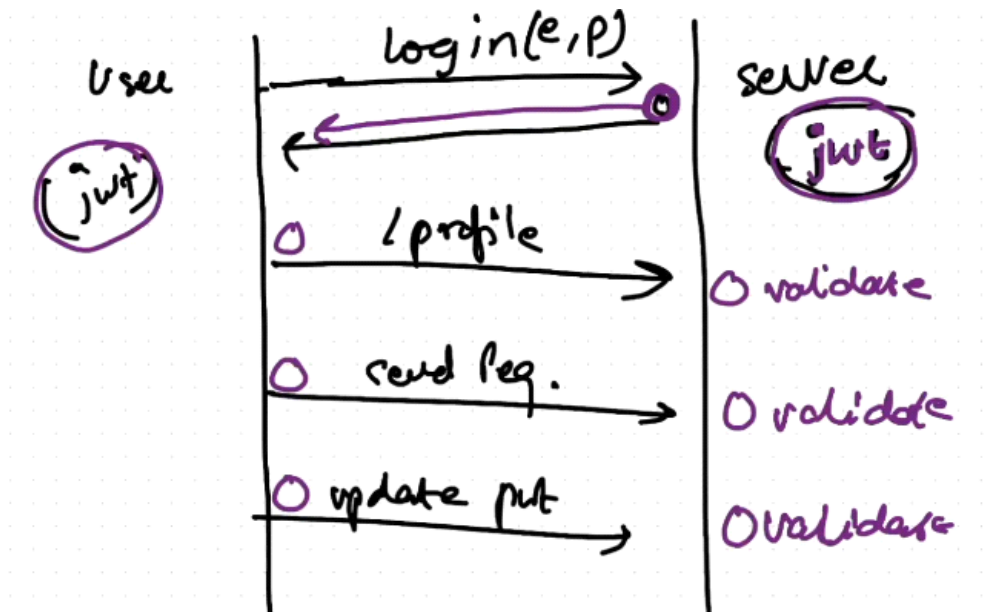 login(e,p)
User
server
jwt
jwt
/profile
validate
send Req.
validate
update put
validate